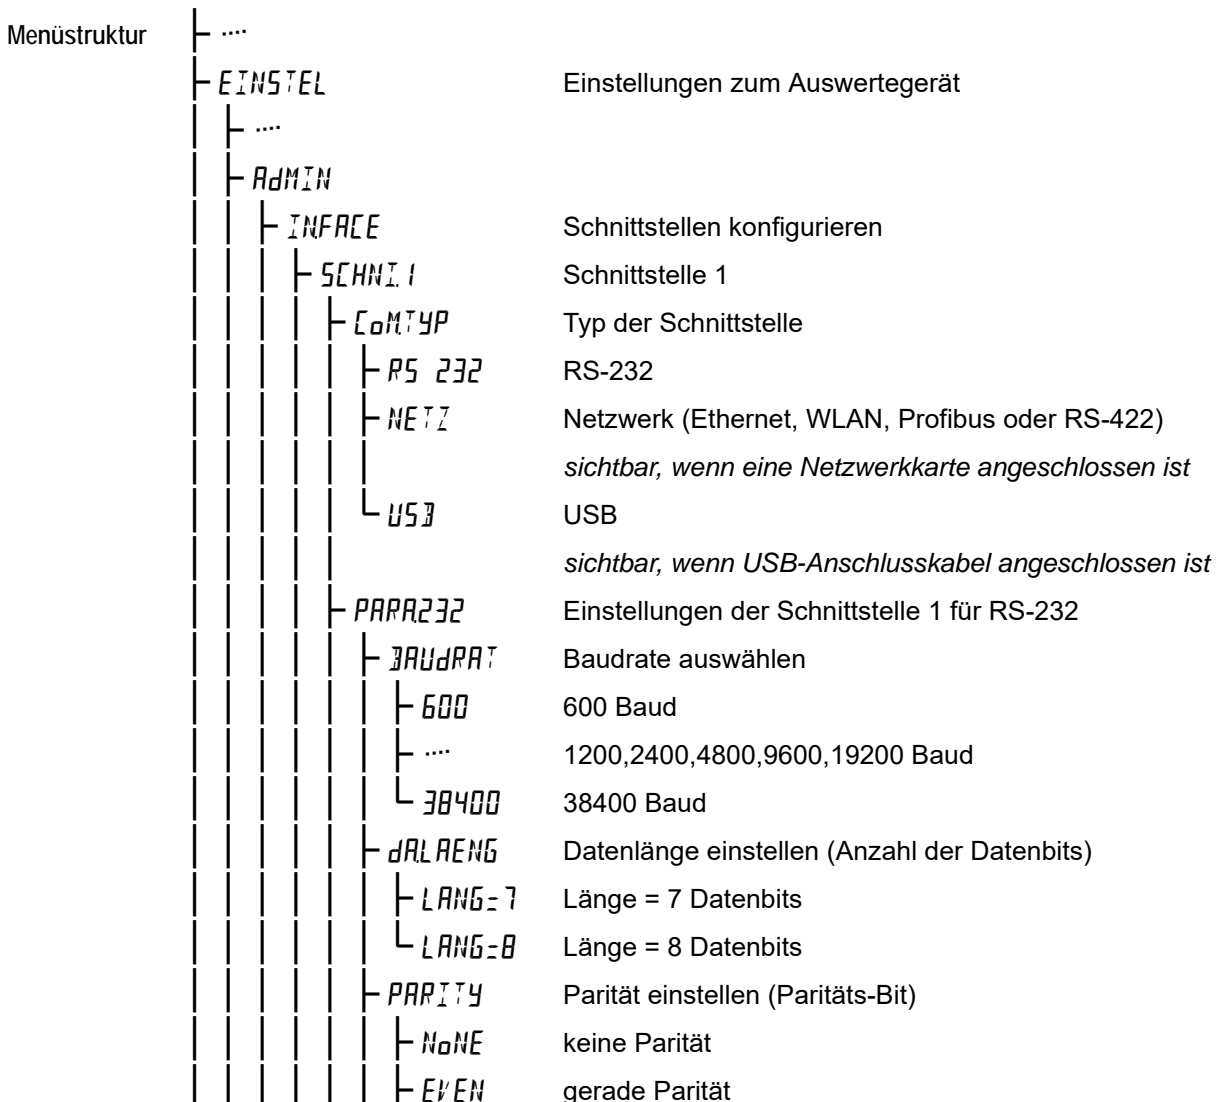 Menüstruktur ....
EINSTEL Einstellungen zum Auswertegerät
....
AdMIN
IN.FACE Schnittstellen konfigurieren
SCHNI.1 Schnittstelle 1
CoM.TYP Typ der Schnittstelle
RS 232 RS-232
NETZ Netzwerk (Ethernet, WLAN, Profibus oder RS-422)
sichtbar, wenn eine Netzwerkkarte angeschlossen ist
USB USB
sichtbar, wenn USB-Anschlusskabel angeschlossen ist
PARA.232 Einstellungen der Schnittstelle 1 für RS-232
BAUdRAT Baudrate auswählen
600 600 Baud
.... 1200,2400,4800,9600,19200 Baud
38400 38400 Baud
dA.LAENG Datenlänge einstellen (Anzahl der Datenbits)
LANG=7 Länge = 7 Datenbits
LANG=8 Länge = 8 Datenbits
PARITY Parität einstellen (Paritäts-Bit)
NoNE keine Parität
EVEN gerade Parität